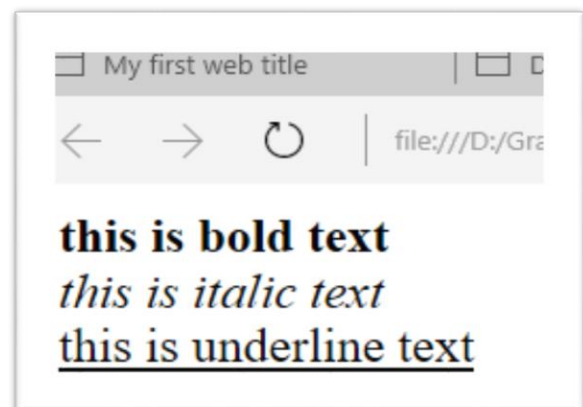 My first web title
file:///D:/Gra
this is bold text
this is italic text
this is underline text